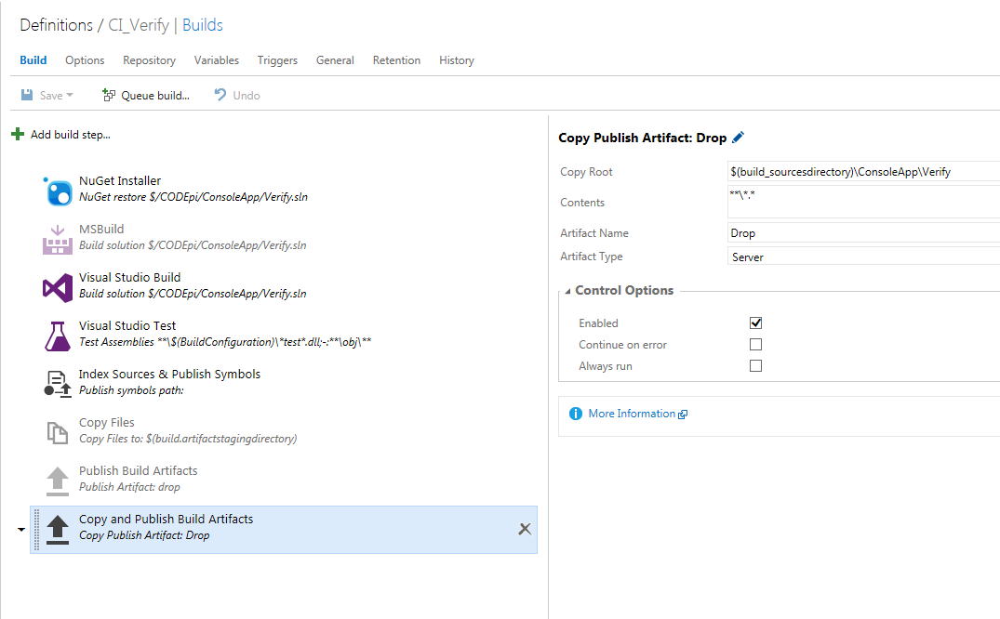 Definitions / CI_Verify | Builds
Build Options Repository Variables Triggers General Retention History
Save Queue build... Undo
Add build step...
NuGet Installer
NuGet restore $/CODEpi/ConsoleApp/Verify.sln
MSBuild
Build solution $/CODEpi/ConsoleApp/Verify.sln
Visual Studio Build
Build solution $/CODEpi/ConsoleApp/Verify.sln
Visual Studio Test
Test Assemblies **\$(BuildConfiguration)\*test*.dll;-:**\obj\**
Index Sources & Publish Symbols
Publish symbols path:
Copy Files
Copy Files to: $(build.artifactstagingdirectory)
Publish Build Artifacts
Publish Artifact: drop
Copy and Publish Build Artifacts
Copy Publish Artifact: Drop
Copy Publish Artifact: Drop
Copy Root $(build_sourcesdirectory)\ConsoleApp\Verify
Contents **\*.*
Artifact Name Drop
Artifact Type Server
Control Options
Enabled
Continue on error
Always run
More Information